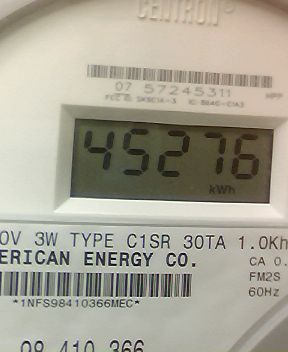 CENTRON®
07 57245311
45276
kWh
0V 3W TYPE C1SR 30TA 1.0Kh
ERICAN ENERGY CO.
CA 0.
FM2S
60Hz
*1NFS98410366MEC*
98 410 366